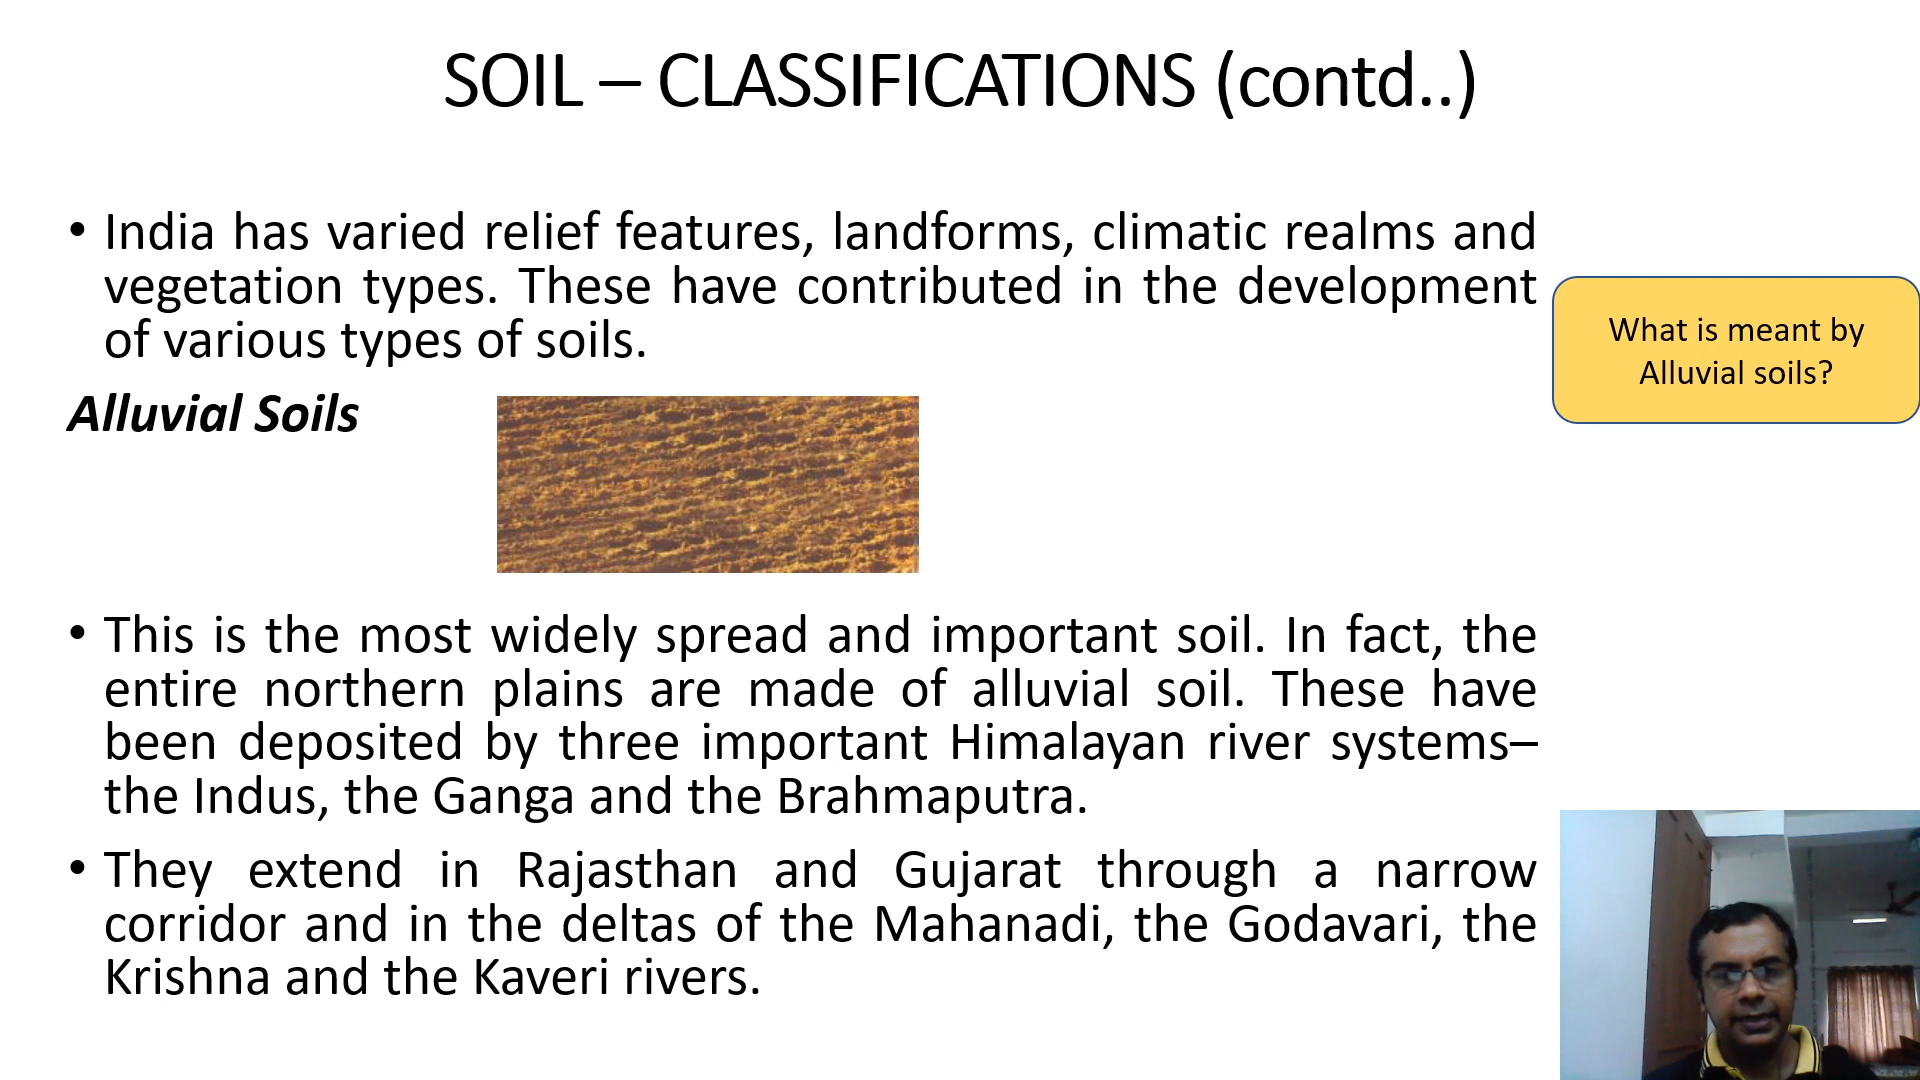 SOIL – CLASSIFICATIONS (contd..)
• India has varied relief features, landforms, climatic realms and
vegetation types. These have contributed in the development
of various types of soils.
What is meant by
Alluvial soils?
Alluvial Soils
• This is the most widely spread and important soil. In fact, the
entire northern plains are made of alluvial soil. These have
been deposited by three important Himalayan river systems–
the Indus, the Ganga and the Brahmaputra.
• They extend in Rajasthan and Gujarat through a narrow
corridor and in the deltas of the Mahanadi, the Godavari, the
Krishna and the Kaveri rivers.